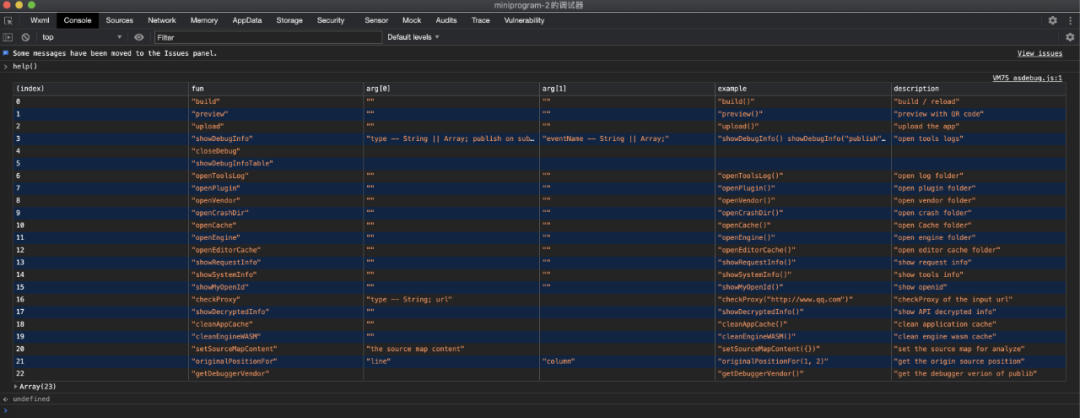 miniprogram-2的调试器
Wxml Console Sources Network Memory AppData Storage Security Sensor Mock Audits Trace Vulnerability
top Filter Default levels
Some messages have been moved to the Issues panel. View issues
help()
VM75 asdebug.js:1
(index) fun arg[0] arg[1] example description
0 "build" "" "" "build()" "build / reload"
1 "preview" "" "" "preview()" "preview with QR code"
2 "upload" "" "" "upload()" "upload the app"
3 "showDebugInfo" "type -- String || Array; publish on sub… "eventName -- String || Array;" "showDebugInfo() showDebugInfo("publish"… "open tools logs"
4 "closeDebug"
5 "showDebugInfoTable"
6 "openToolsLog" "" "" "openToolsLog()" "open log folder"
7 "openPlugin" "" "" "openPlugin()" "open plugin folder"
8 "openVendor" "" "" "openVendor()" "open vendor folder"
9 "openCrashDir" "" "" "openCrashDir()" "open crash folder"
10 "openCache" "" "" "openCache()" "open Cache folder"
11 "openEngine" "" "" "openEngine()" "open engine folder"
12 "openEditorCache" "" "" "openEditorCache()" "open editor cache folder"
13 "showRequestInfo" "" "" "showRequestInfo()" "show request info"
14 "showSystemInfo" "" "" "showSystemInfo()" "show tools info"
15 "showMyOpenId" "" "" "showMyOpenId()" "show openid"
16 "checkProxy" "type -- String; url" "checkProxy("http://www.qq.com")" "checkProxy of the input url"
17 "showDecryptedInfo" "" "showDecryptedInfo()" "show API decrypted info"
18 "cleanAppCache" "" "cleanAppCache()" "clean application cache"
19 "cleanEngineWASM" "" "cleanEngineWASM()" "clean engine wasm cache"
20 "setSourceMapContent" "the source map content" "setSourceMapContent({})" "set the source map for analyze"
21 "originalPositionFor" "line" "column" "originalPositionFor(1, 2)" "get the origin source position"
22 "getDebuggerVendor" "getDebuggerVendor()" "get the debugger verion of publib"
Array(23)
undefined